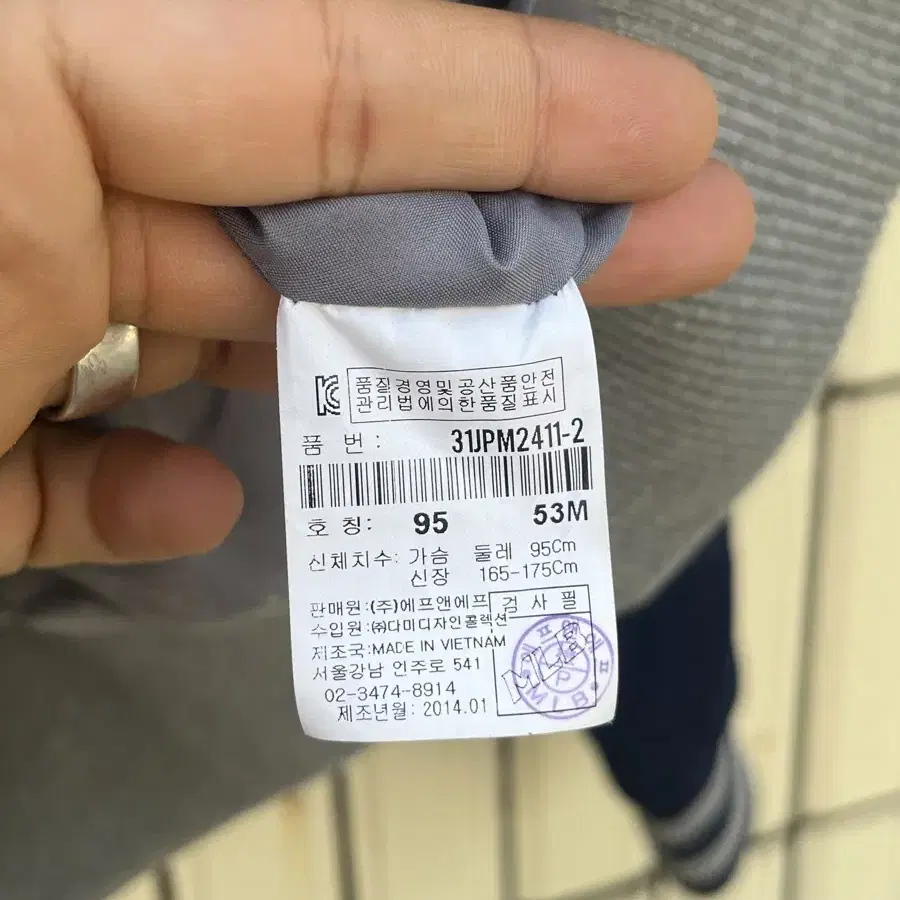 품질경영및공산품안전
관리법에의한품질표시
품 번 : 31JPM2411-2
호 칭: 95 53M
신체치수: 가슴 둘레 95Cm
신장 165-175Cm
판매원:(주)에프앤에프 검 사 필
수입원:㈜다미디자인콜렉션
제조국:MADE IN VIETNAM
서울강남 언주로 541
02-3474-8914
제조년월: 2014.01
MLB